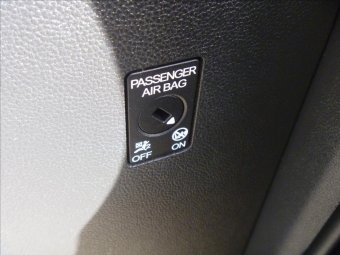 PASSENGER
AIR BAG
OFF ON